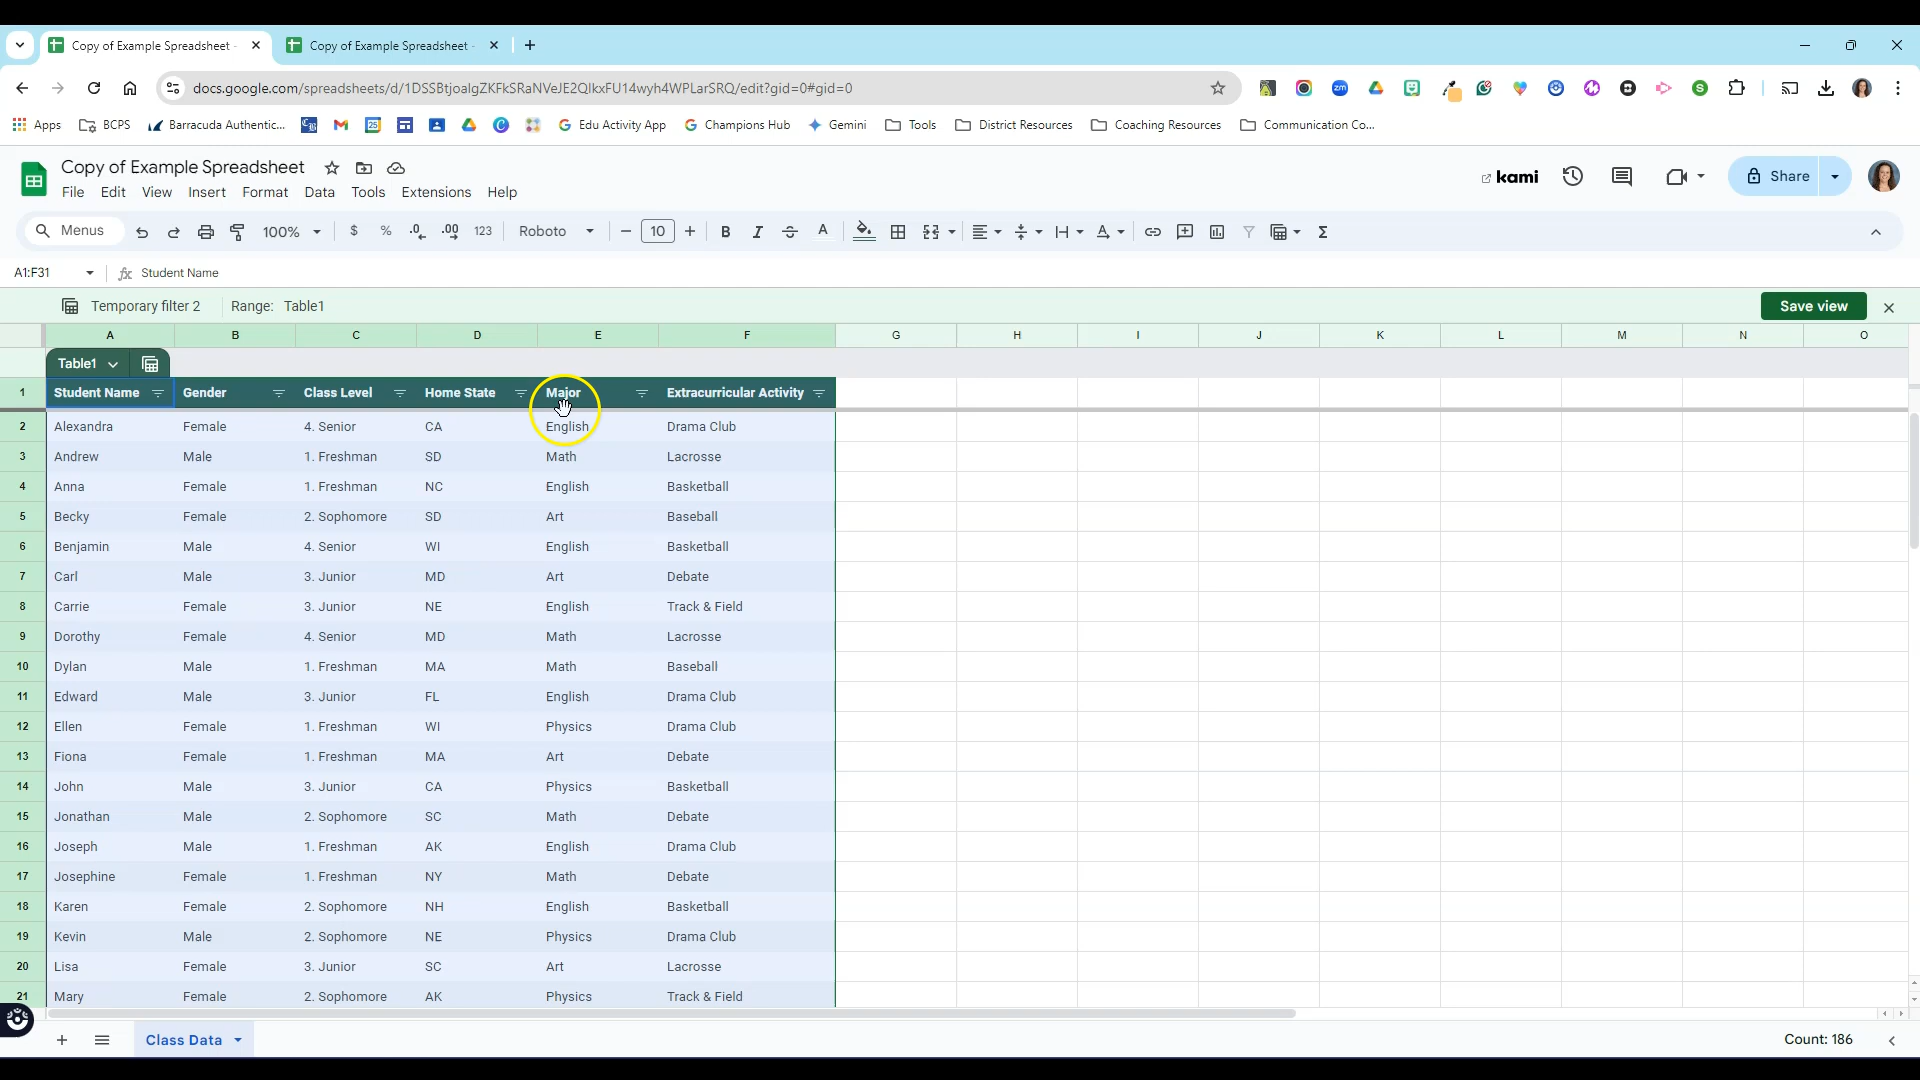 Copy of Example Spreadsheet - Copy of Example Spreadsheet -
docs.google.com/spreadsheets/d/1DSSBtjoalgZKFkSRaNVeJE2QlkxFU14wyh4WPLarSRQ/edit?gid=0#gid=0
Apps BCPS Barracuda Authentic... Edu Activity App Champions Hub Gemini Tools District Resources Coaching Resources Communication Co...
Copy of Example Spreadsheet
kami Share
File Edit View Insert Format Data Tools Extensions Help
Menus 100% $ % .0 .00 123 Roboto 10 B I S A
A1:F31 fx Student Name
Temporary filter 2 Range: Table1 Save view
A B C D E F G H I J K L M N O
Table1
1 Student Name Gender Class Level Home State Major Extracurricular Activity
2 Alexandra Female 4. Senior CA English Drama Club
3 Andrew Male 1. Freshman SD Math Lacrosse
4 Anna Female 1. Freshman NC English Basketball
5 Becky Female 2. Sophomore SD Art Baseball
6 Benjamin Male 4. Senior WI English Basketball
7 Carl Male 3. Junior MD Art Debate
8 Carrie Female 3. Junior NE English Track & Field
9 Dorothy Female 4. Senior MD Math Lacrosse
10 Dylan Male 1. Freshman MA Math Baseball
11 Edward Male 3. Junior FL English Drama Club
12 Ellen Female 1. Freshman WI Physics Drama Club
13 Fiona Female 1. Freshman MA Art Debate
14 John Male 3. Junior CA Physics Basketball
15 Jonathan Male 2. Sophomore SC Math Debate
16 Joseph Male 1. Freshman AK English Drama Club
17 Josephine Female 1. Freshman NY Math Debate
18 Karen Female 2. Sophomore NH English Basketball
19 Kevin Male 2. Sophomore NE Physics Drama Club
20 Lisa Female 3. Junior SC Art Lacrosse
21 Mary Female 2. Sophomore AK Physics Track & Field
Class Data Count: 186